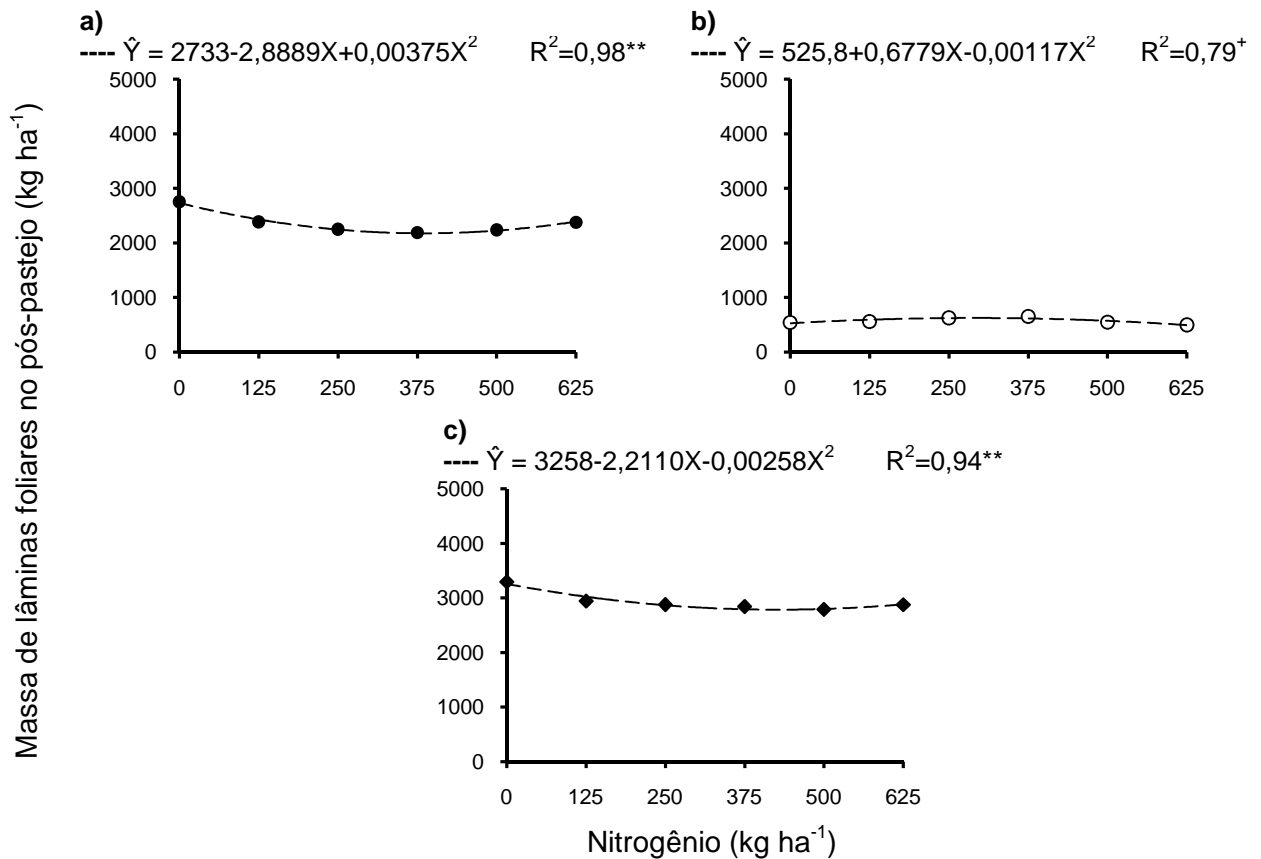 a)
---- Ŷ = 2733-2,8889X+0,00375X² R²=0,98**
5000
4000
3000
2000
1000
0
0 125 250 375 500 625
b)
---- Ŷ = 525,8+0,6779X-0,00117X² R²=0,79⁺
5000
4000
3000
2000
1000
0
0 125 250 375 500 625
c)
---- Ŷ = 3258-2,2110X-0,00258X² R²=0,94**
5000
4000
3000
2000
1000
0
0 125 250 375 500 625
Massa de lâminas foliares no pós-pastejo (kg ha⁻¹)
Nitrogênio (kg ha⁻¹)